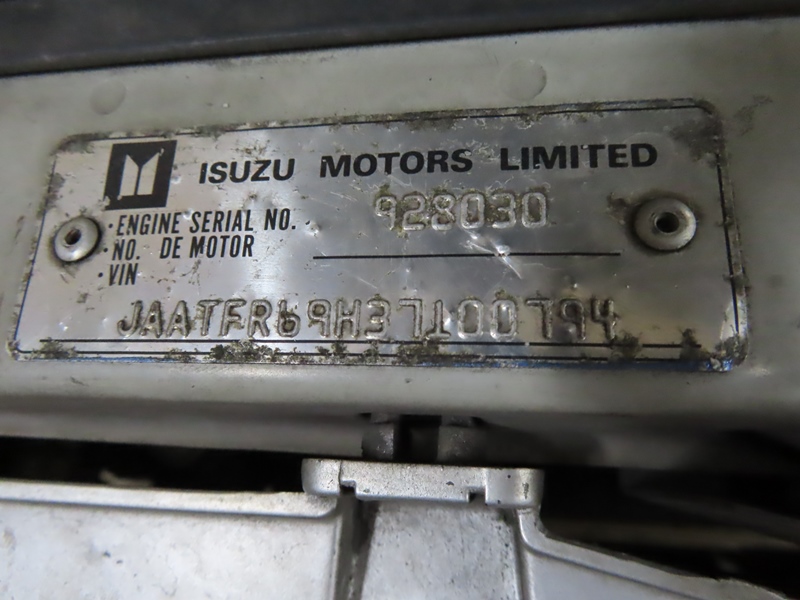 ISUZU MOTORS LIMITED
·ENGINE SERIAL NO. 928030
·NO. DE MOTOR
·VIN
JAATFR69H37100794